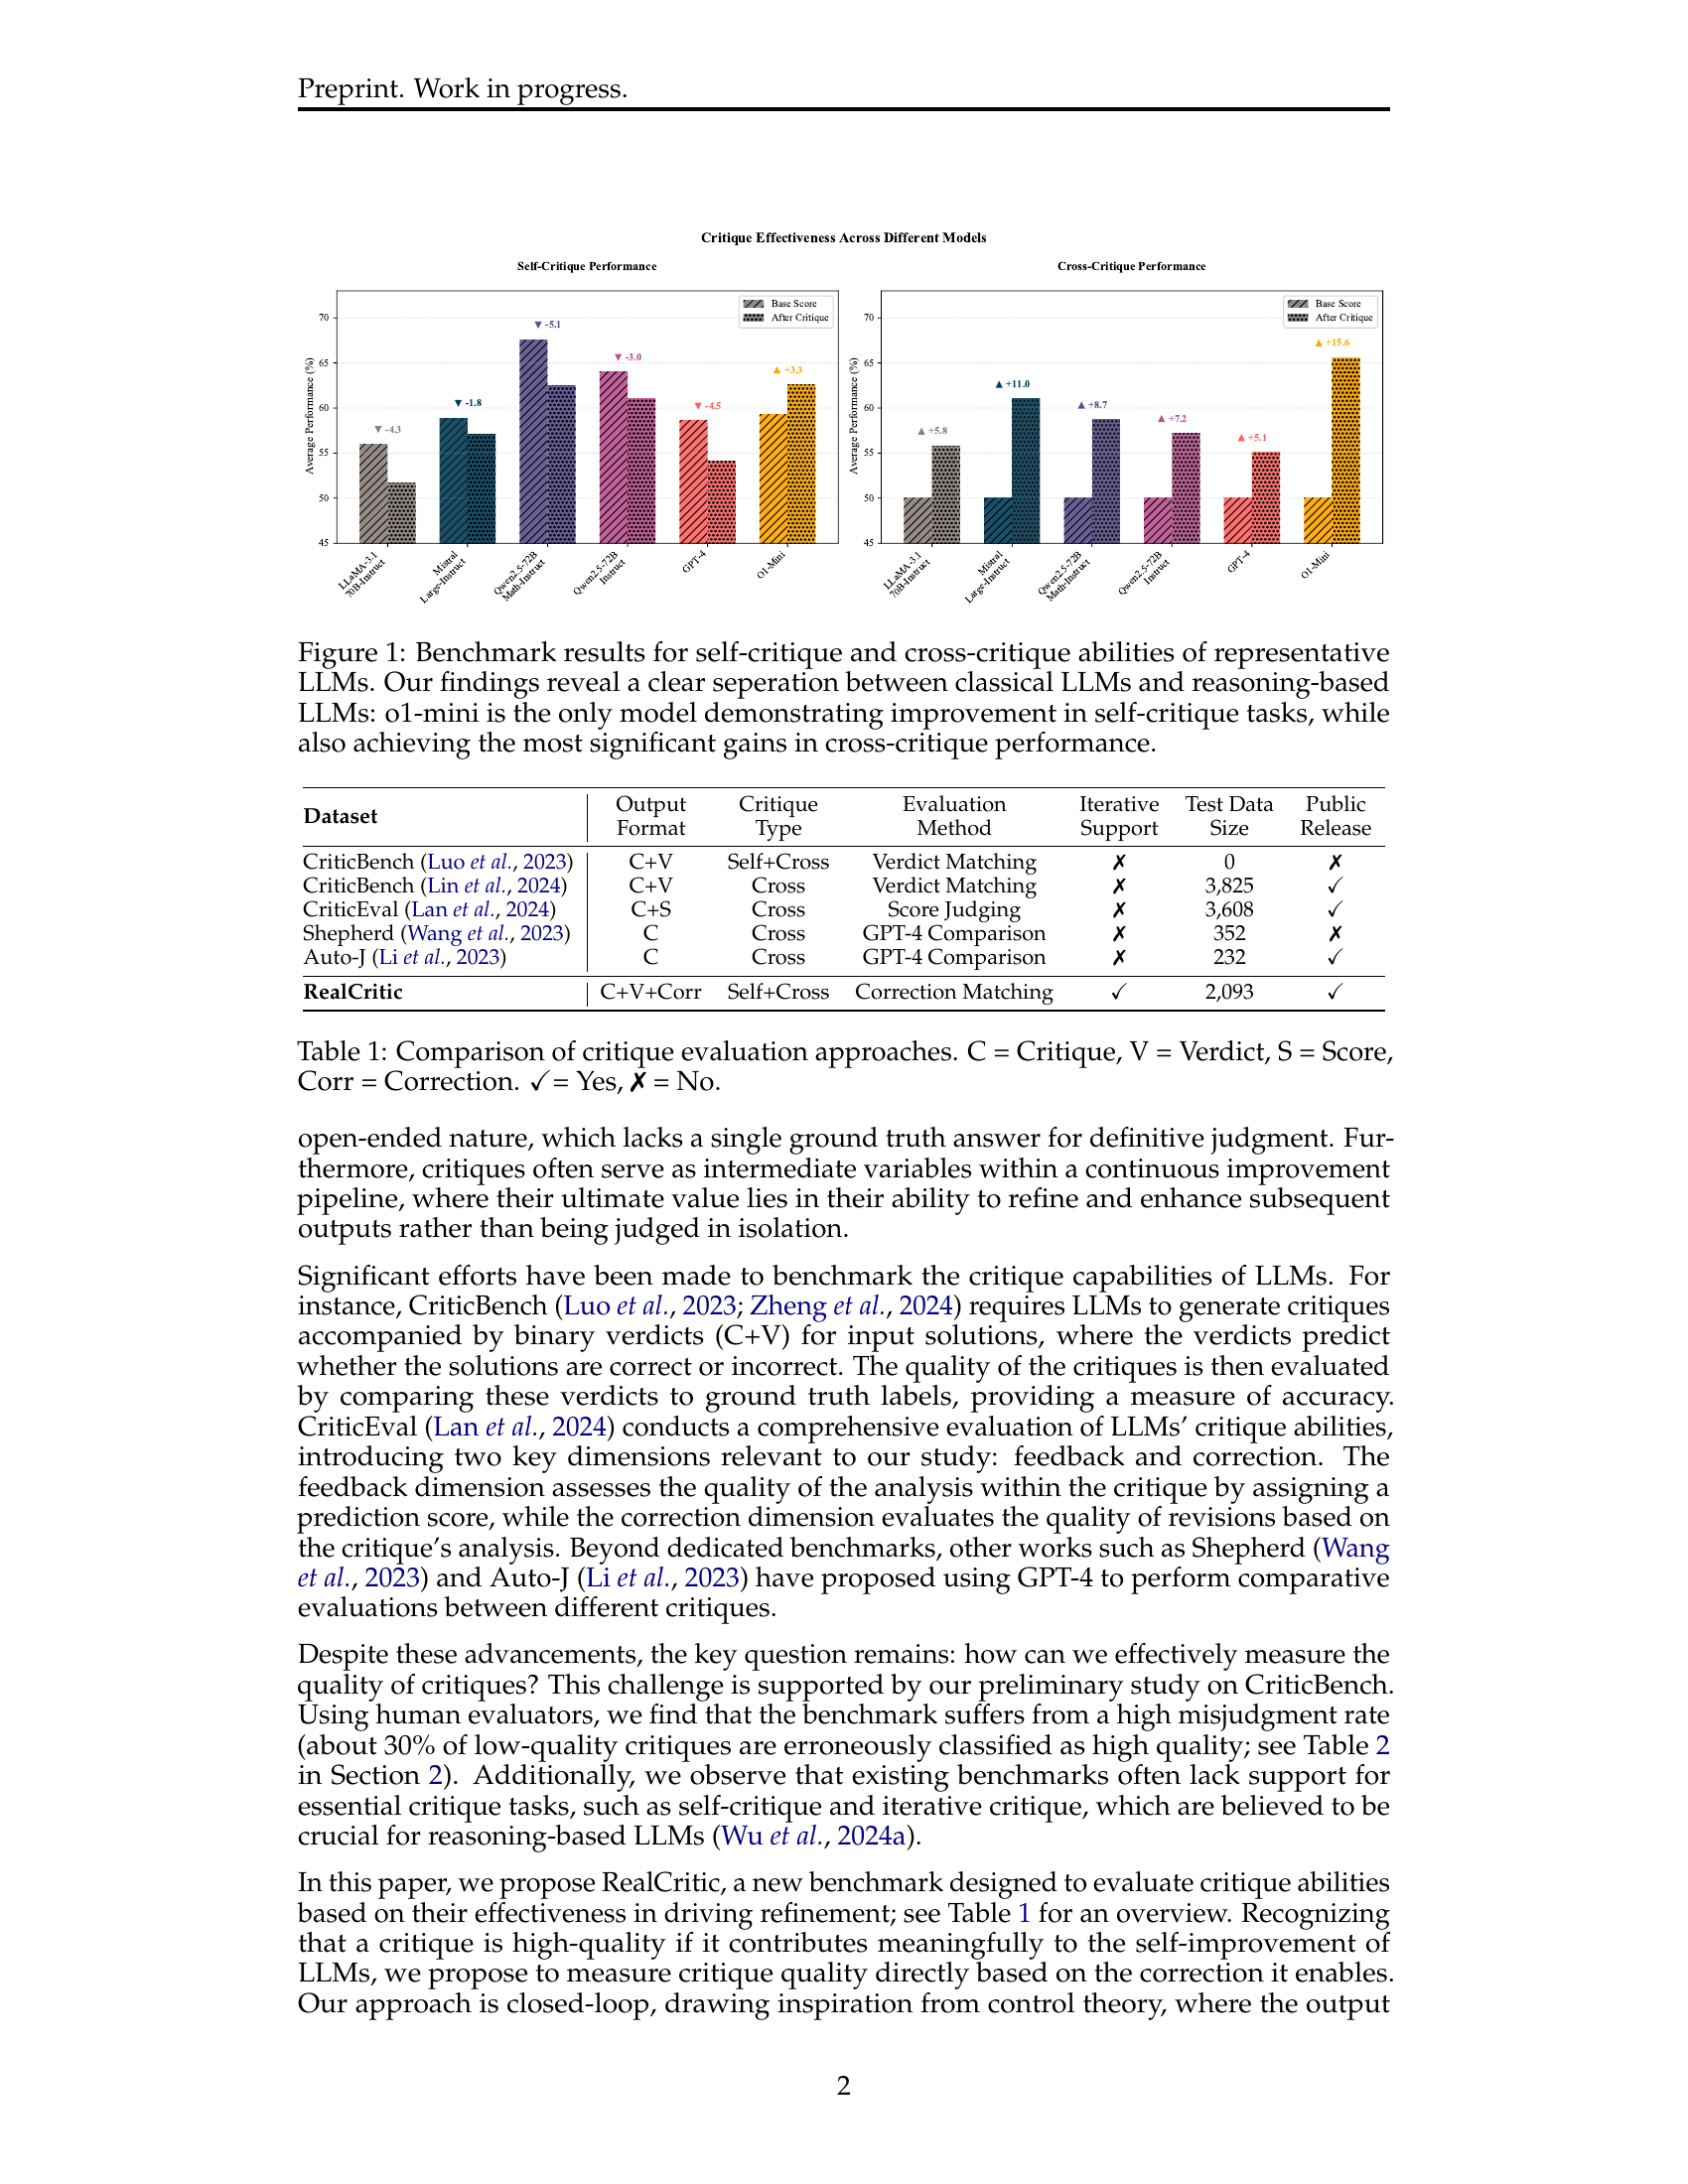 Preprint. Work in progress.
Critique Effectiveness Across Different Models
Self-Critique Performance
Cross-Critique Performance
Base Score
After Critique
Average Performance (%)
70
65
60
55
50
45
▼ -4.3
▼ -1.8
▼ -5.1
▼ -3.0
▼ -4.5
▲ +3.3
LLaMA-3.1
70B-Instruct
Mistral
Large-Instruct
Qwen2.5-72B
Math-Instruct
Qwen2.5-72B
Instruct
GPT-4
O1-Mini
Base Score
After Critique
Average Performance (%)
70
65
60
55
50
45
▲ +5.8
▲ +11.0
▲ +8.7
▲ +7.2
▲ +5.1
▲ +15.6
LLaMA-3.1
70B-Instruct
Mistral
Large-Instruct
Qwen2.5-72B
Math-Instruct
Qwen2.5-72B
Instruct
GPT-4
O1-Mini
Figure 1: Benchmark results for self-critique and cross-critique abilities of representative
LLMs. Our findings reveal a clear seperation between classical LLMs and reasoning-based
LLMs: o1-mini is the only model demonstrating improvement in self-critique tasks, while
also achieving the most significant gains in cross-critique performance.
Dataset Output Format Critique Type Evaluation Method Iterative Support Test Data Size Public Release
CriticBench (Luo et al., 2023) C+V Self+Cross Verdict Matching ✗ 0 ✗
CriticBench (Lin et al., 2024) C+V Cross Verdict Matching ✗ 3,825 ✓
CriticEval (Lan et al., 2024) C+S Cross Score Judging ✗ 3,608 ✓
Shepherd (Wang et al., 2023) C Cross GPT-4 Comparison ✗ 352 ✗
Auto-J (Li et al., 2023) C Cross GPT-4 Comparison ✗ 232 ✓
RealCritic C+V+Corr Self+Cross Correction Matching ✓ 2,093 ✓
Table 1: Comparison of critique evaluation approaches. C = Critique, V = Verdict, S = Score,
Corr = Correction. ✓= Yes, ✗ = No.
open-ended nature, which lacks a single ground truth answer for definitive judgment. Fur-
thermore, critiques often serve as intermediate variables within a continuous improvement
pipeline, where their ultimate value lies in their ability to refine and enhance subsequent
outputs rather than being judged in isolation.
Significant efforts have been made to benchmark the critique capabilities of LLMs. For
instance, CriticBench (Luo et al., 2023; Zheng et al., 2024) requires LLMs to generate critiques
accompanied by binary verdicts (C+V) for input solutions, where the verdicts predict
whether the solutions are correct or incorrect. The quality of the critiques is then evaluated
by comparing these verdicts to ground truth labels, providing a measure of accuracy.
CriticEval (Lan et al., 2024) conducts a comprehensive evaluation of LLMs' critique abilities,
introducing two key dimensions relevant to our study: feedback and correction. The
feedback dimension assesses the quality of the analysis within the critique by assigning a
prediction score, while the correction dimension evaluates the quality of revisions based on
the critique's analysis. Beyond dedicated benchmarks, other works such as Shepherd (Wang
et al., 2023) and Auto-J (Li et al., 2023) have proposed using GPT-4 to perform comparative
evaluations between different critiques.
Despite these advancements, the key question remains: how can we effectively measure the
quality of critiques? This challenge is supported by our preliminary study on CriticBench.
Using human evaluators, we find that the benchmark suffers from a high misjudgment rate
(about 30% of low-quality critiques are erroneously classified as high quality; see Table 2
in Section 2). Additionally, we observe that existing benchmarks often lack support for
essential critique tasks, such as self-critique and iterative critique, which are believed to be
crucial for reasoning-based LLMs (Wu et al., 2024a).
In this paper, we propose RealCritic, a new benchmark designed to evaluate critique abilities
based on their effectiveness in driving refinement; see Table 1 for an overview. Recognizing
that a critique is high-quality if it contributes meaningfully to the self-improvement of
LLMs, we propose to measure critique quality directly based on the correction it enables.
Our approach is closed-loop, drawing inspiration from control theory, where the output
2